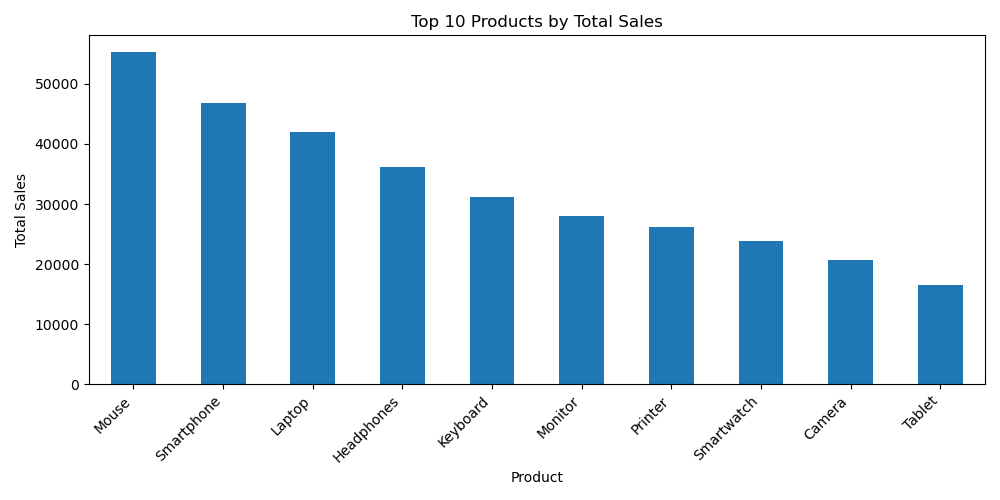 Top 10 Products by Total Sales
Total Sales
50000
40000
30000
20000
10000
0
Mouse
Smartphone
Laptop
Headphones
Keyboard
Monitor
Printer
Smartwatch
Camera
Tablet
Product